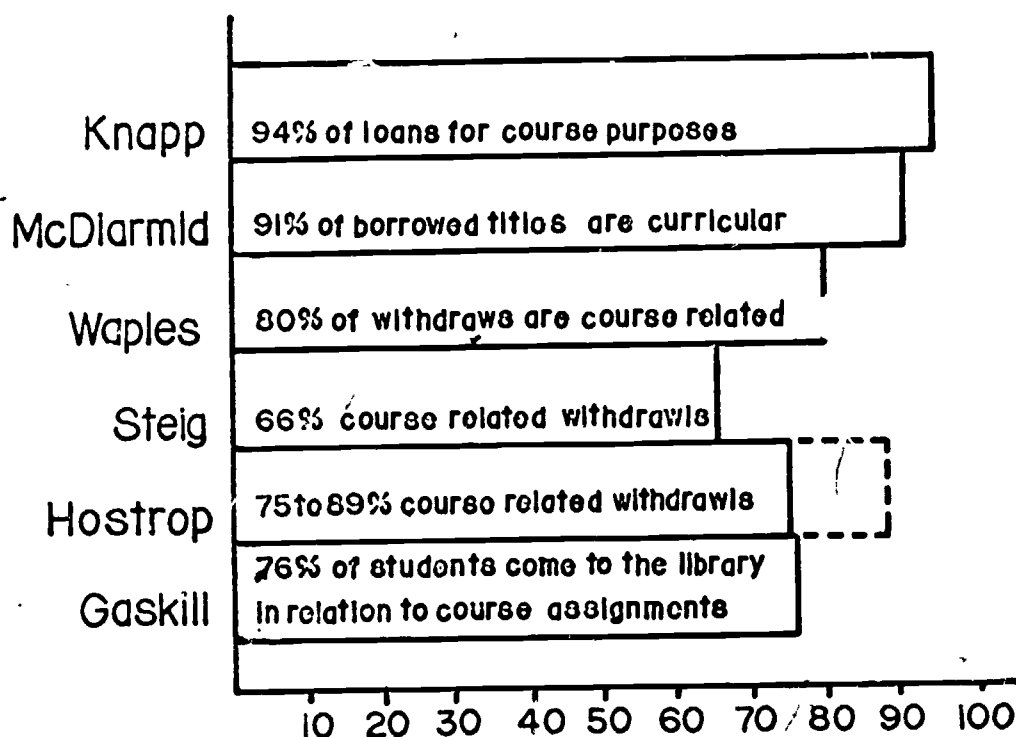 Knapp
94% of loans for course purposes
McDiarmid
91% of borrowed titles are curricular
Waples
80% of withdraws are course related
Steig
66% course related withdrawls
Hostrop
75 to 89% course related withdrawls
Gaskill
76% of students come to the library
in relation to course assignments
10 20 30 40 50 60 70 80 90 100